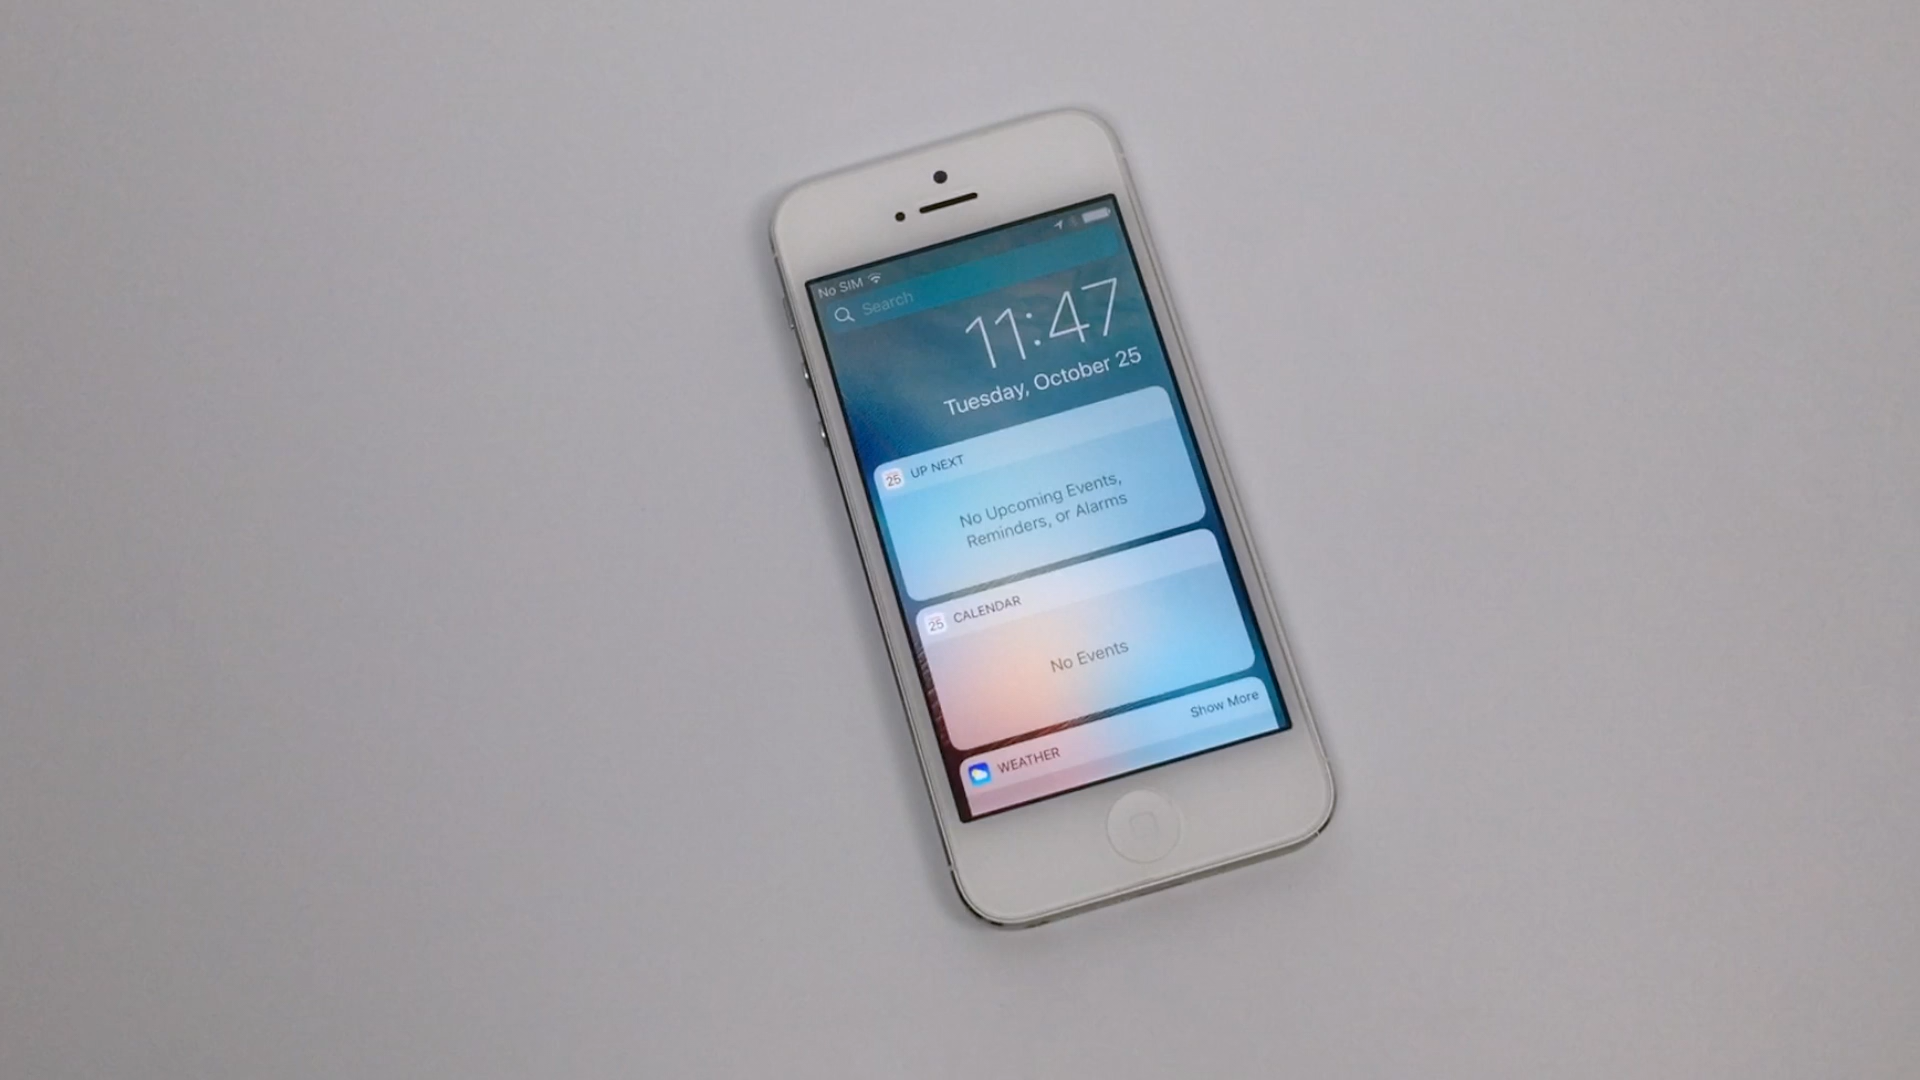 No SIM
Search
11:47
Tuesday, October 25
25 UP NEXT
No Upcoming Events,
Reminders, or Alarms
25 CALENDAR
No Events
Show More
WEATHER